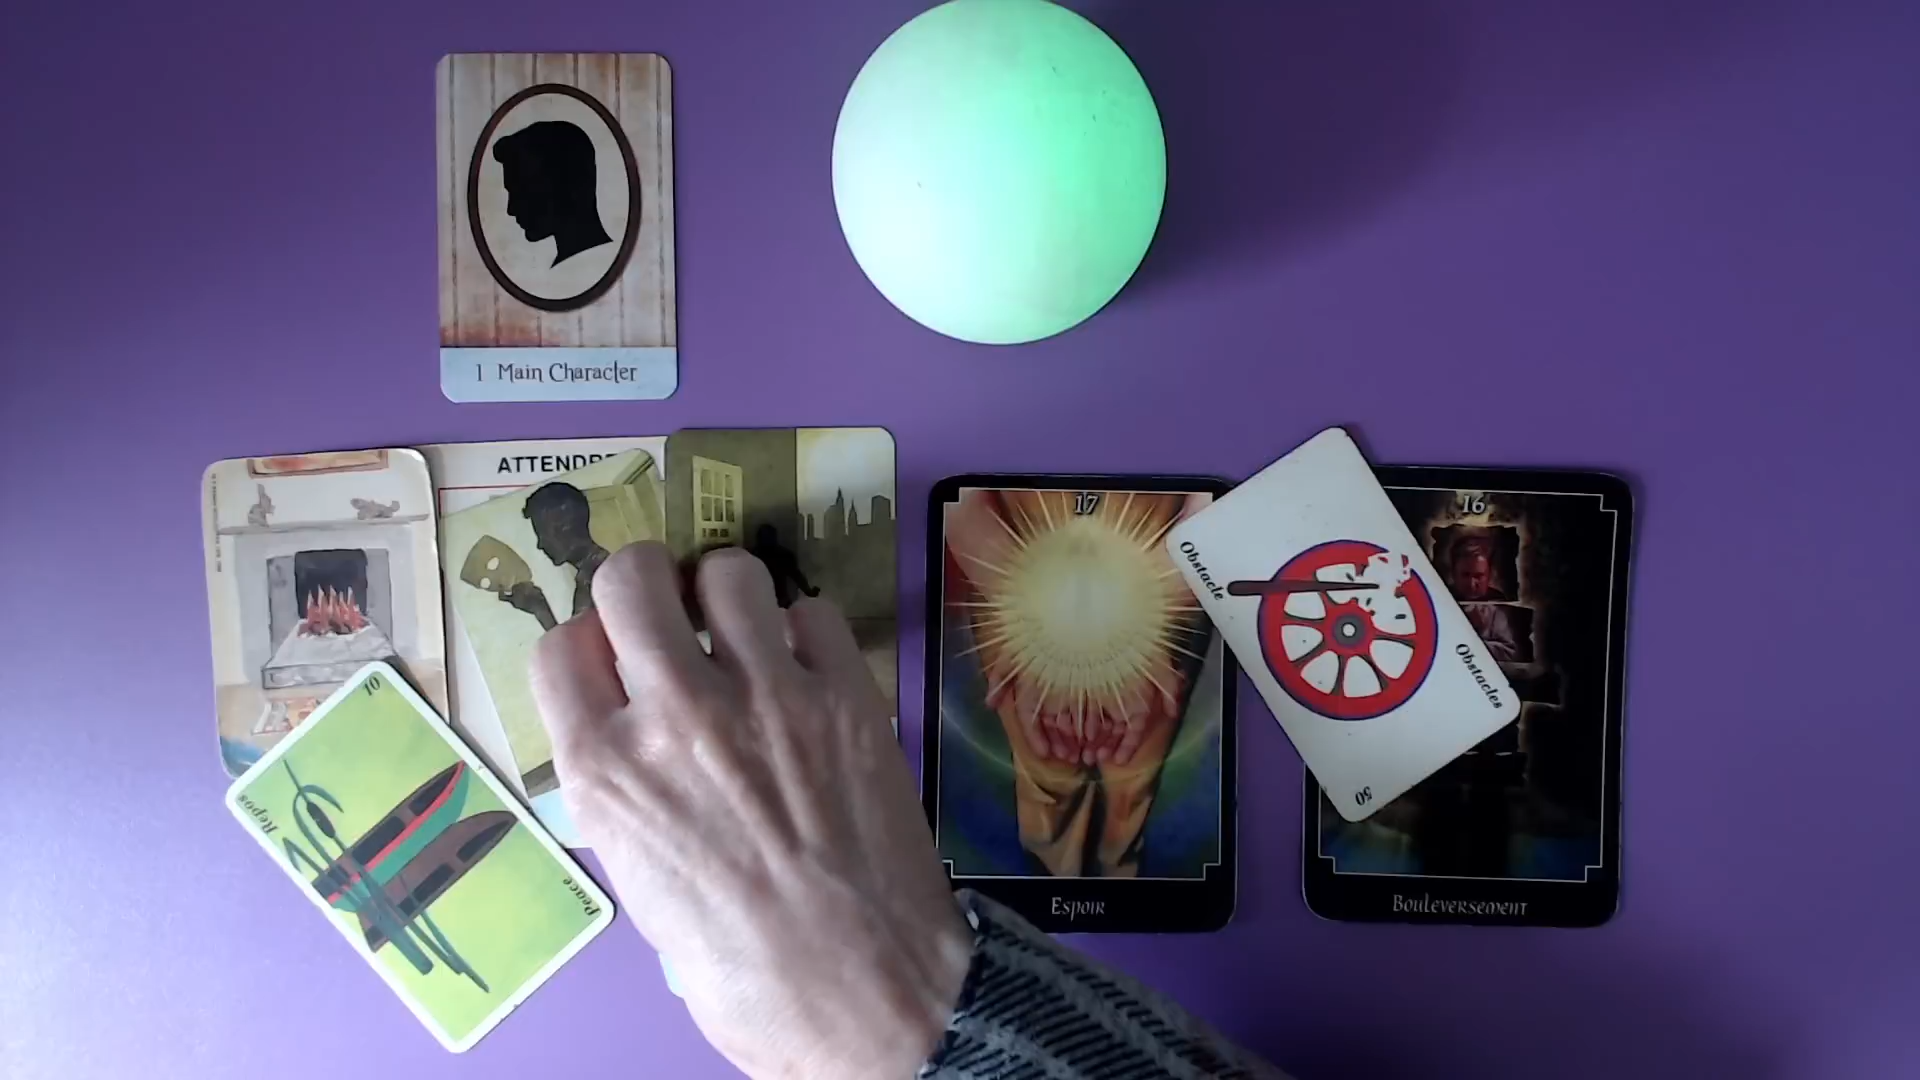 1 Main Character
ATTENDRE
17
16
Obstacle
Obstacles
50
10
Repos
Peace
Espoir
Bouleversement